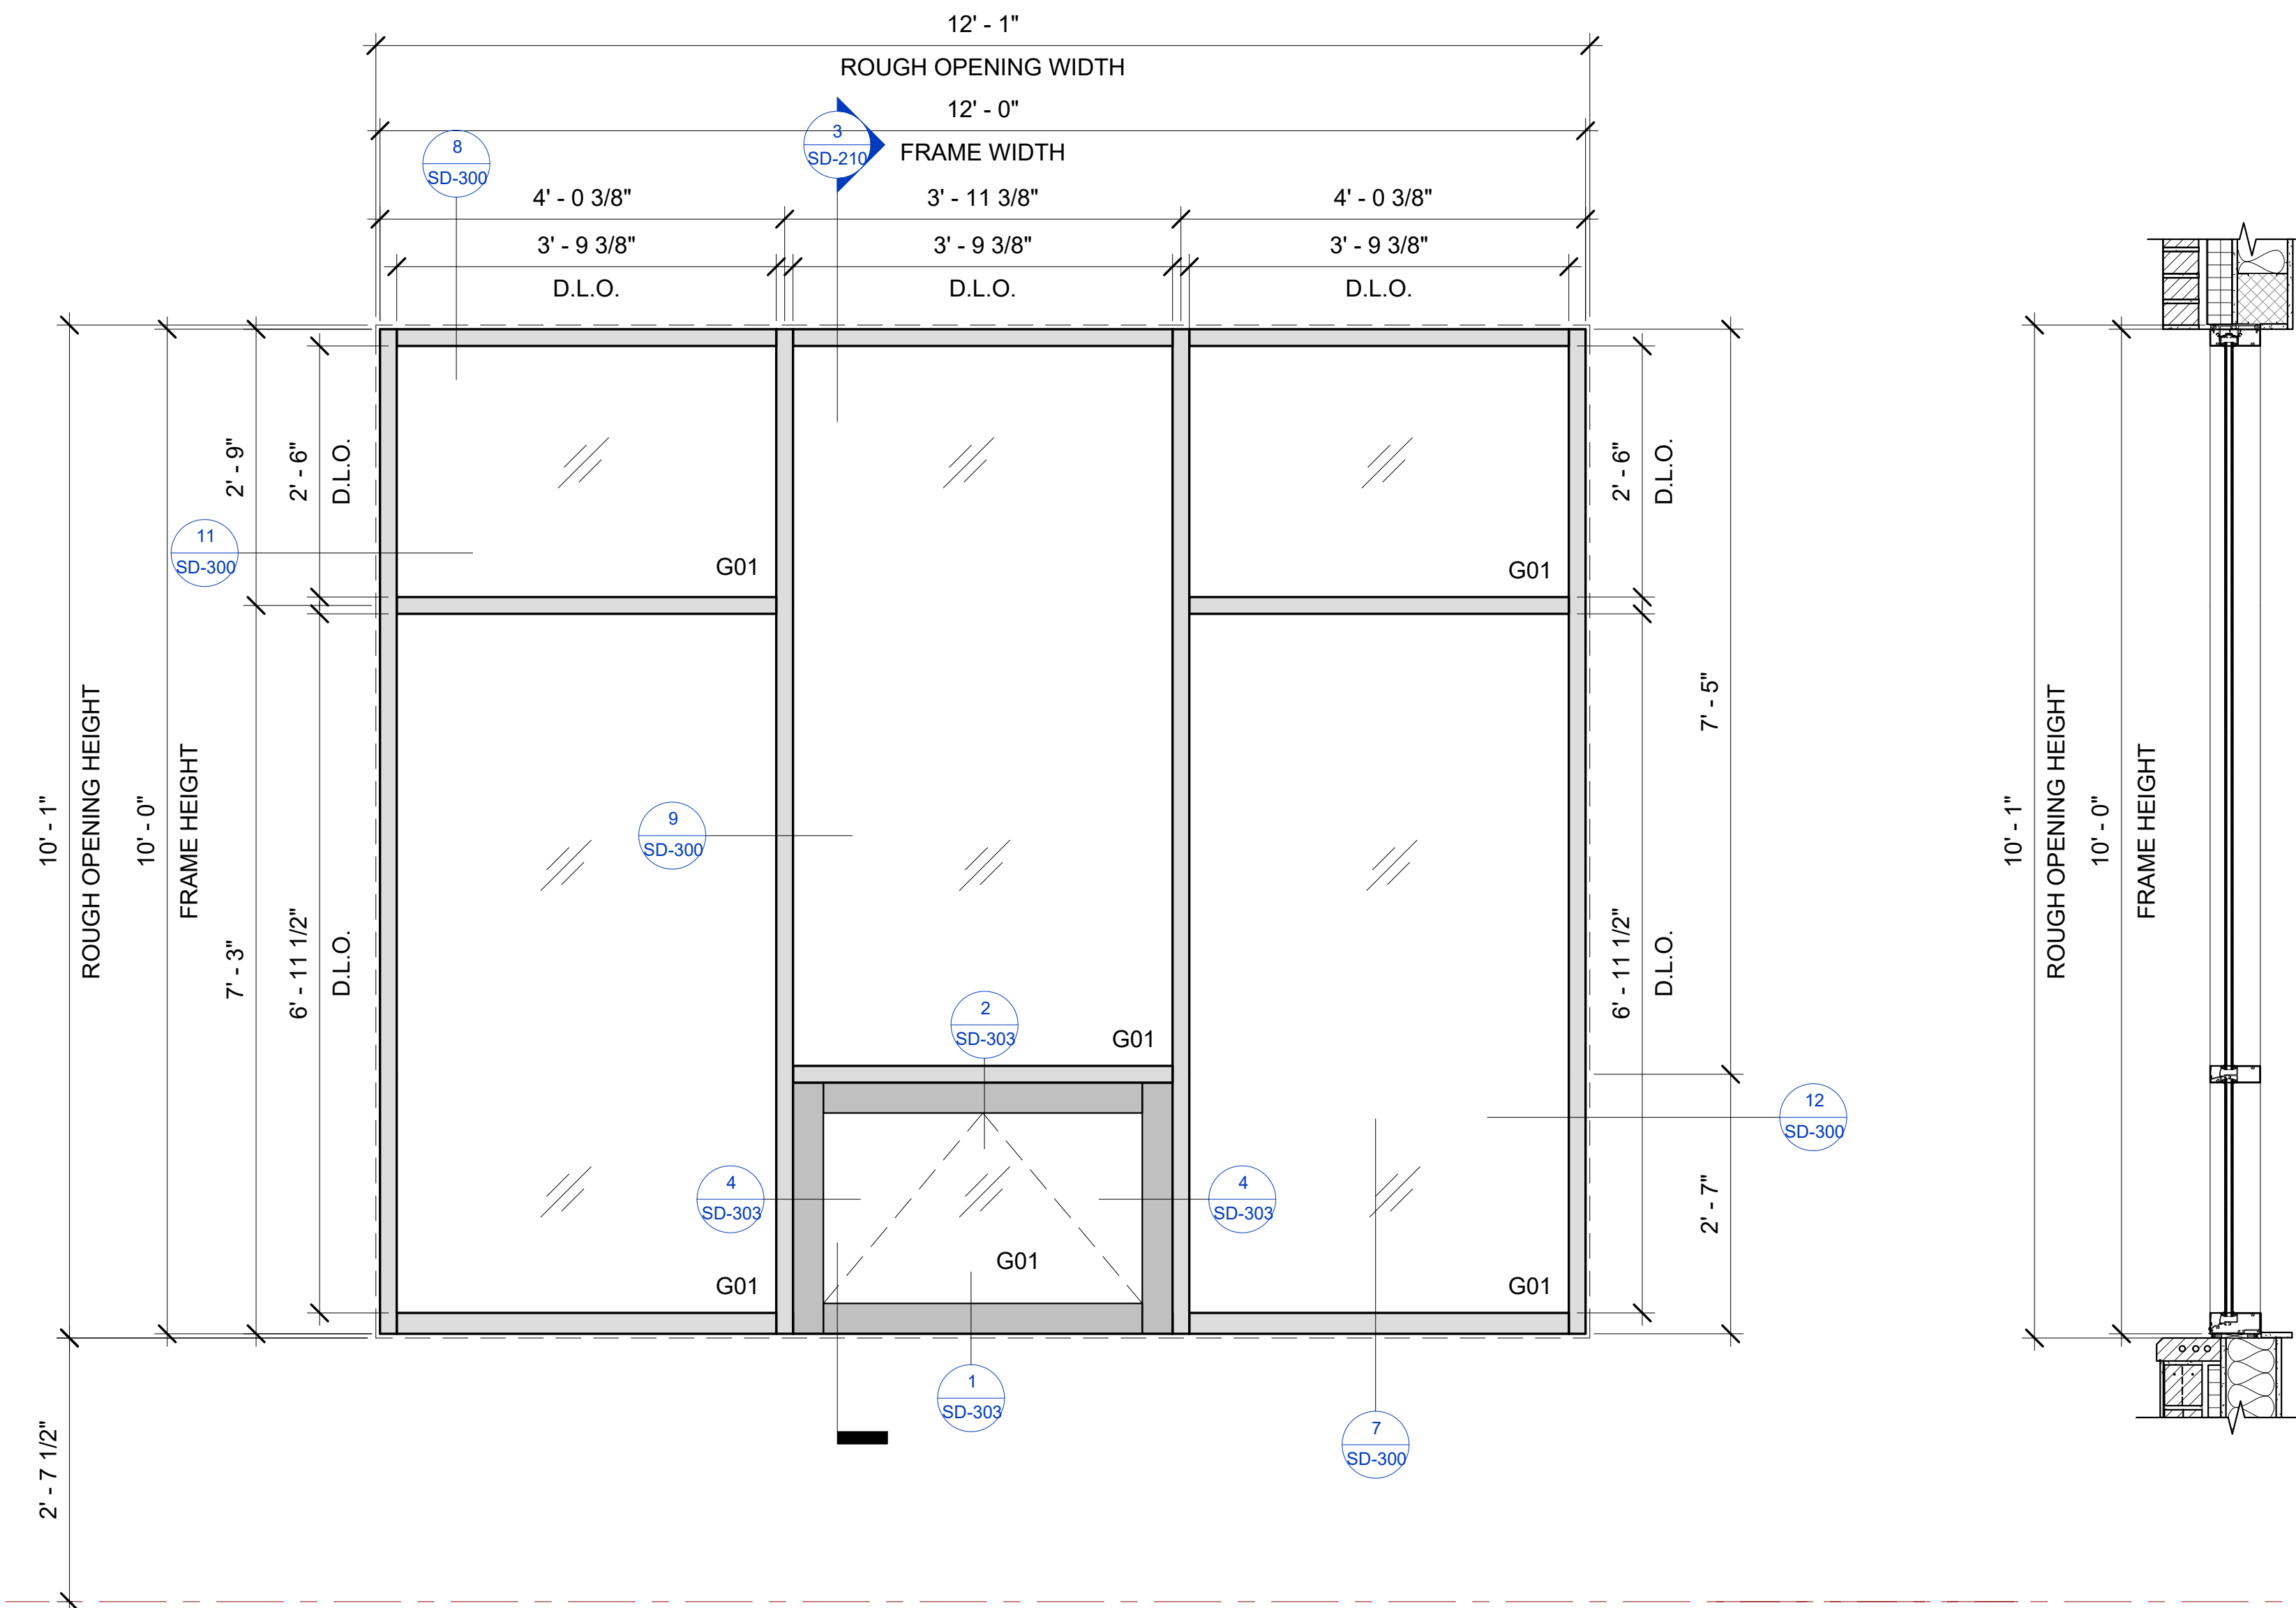 12' - 1"
ROUGH OPENING WIDTH
12' - 0"
FRAME WIDTH
3
SD-210
8
SD-300
4' - 0 3/8"
3' - 11 3/8"
4' - 0 3/8"
3' - 9 3/8"
3' - 9 3/8"
3' - 9 3/8"
D.L.O.
D.L.O.
D.L.O.
10' - 1"
ROUGH OPENING HEIGHT
10' - 0"
FRAME HEIGHT
2' - 9"
2' - 6"
D.L.O.
11
SD-300
7' - 3"
6' - 11 1/2"
D.L.O.
2' - 7 1/2"
G01
G01
9
SD-300
2
SD-303
G01
4
SD-303
4
SD-303
G01
G01
G01
1
SD-303
7
SD-300
2' - 6"
D.L.O.
6' - 11 1/2"
D.L.O.
7' - 5"
2' - 7"
12
SD-300
10' - 1"
ROUGH OPENING HEIGHT
10' - 0"
FRAME HEIGHT